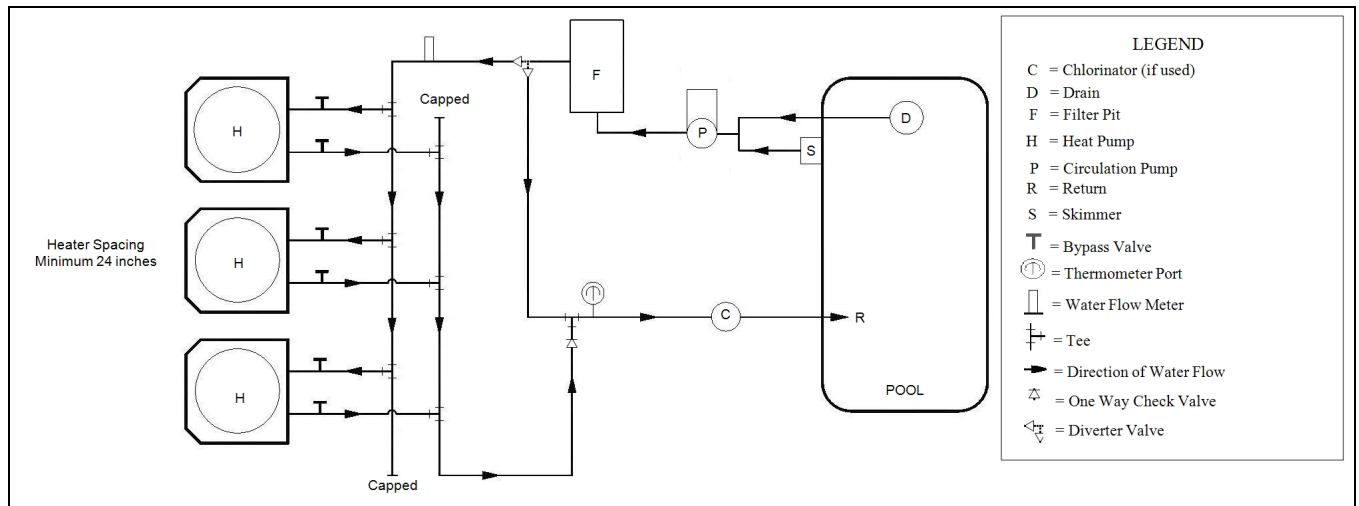 Capped
F
P
D
S
H
H
H
Heater Spacing
Minimum 24 inches
C
R
POOL
Capped
LEGEND
C = Chlorinator (if used)
D = Drain
F = Filter Pit
H = Heat Pump
P = Circulation Pump
R = Return
S = Skimmer
= Bypass Valve
= Thermometer Port
= Water Flow Meter
= Tee
= Direction of Water Flow
= One Way Check Valve
= Diverter Valve